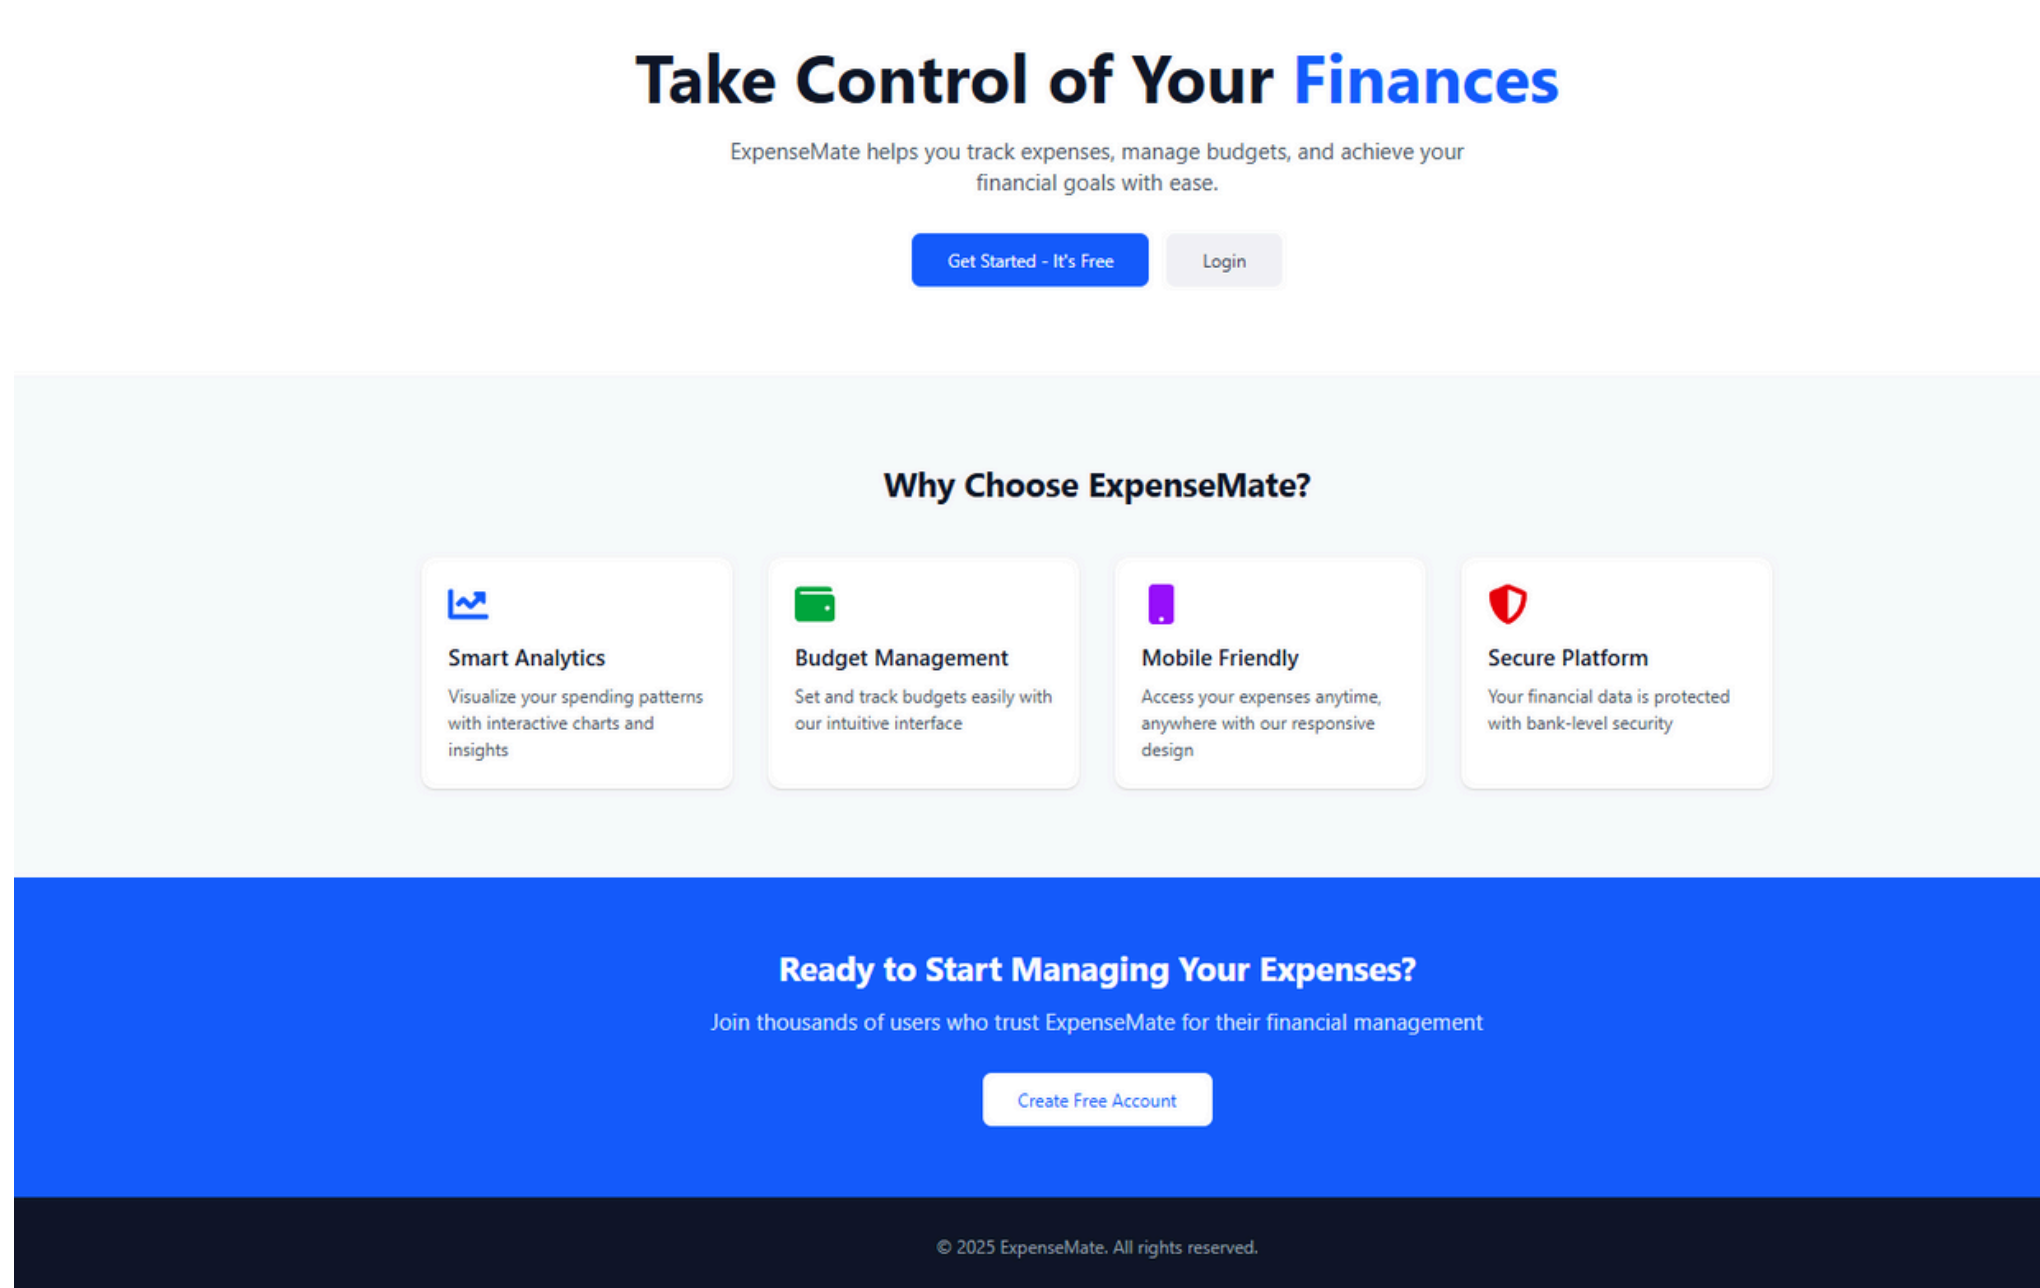 Take Control of Your Finances
ExpenseMate helps you track expenses, manage budgets, and achieve your
financial goals with ease.
Get Started - It's Free
Login
Why Choose ExpenseMate?
Smart Analytics
Visualize your spending patterns
with interactive charts and
insights
Budget Management
Set and track budgets easily with
our intuitive interface
Mobile Friendly
Access your expenses anytime,
anywhere with our responsive
design
Secure Platform
Your financial data is protected
with bank-level security
Ready to Start Managing Your Expenses?
Join thousands of users who trust ExpenseMate for their financial management
Create Free Account
© 2025 ExpenseMate. All rights reserved.